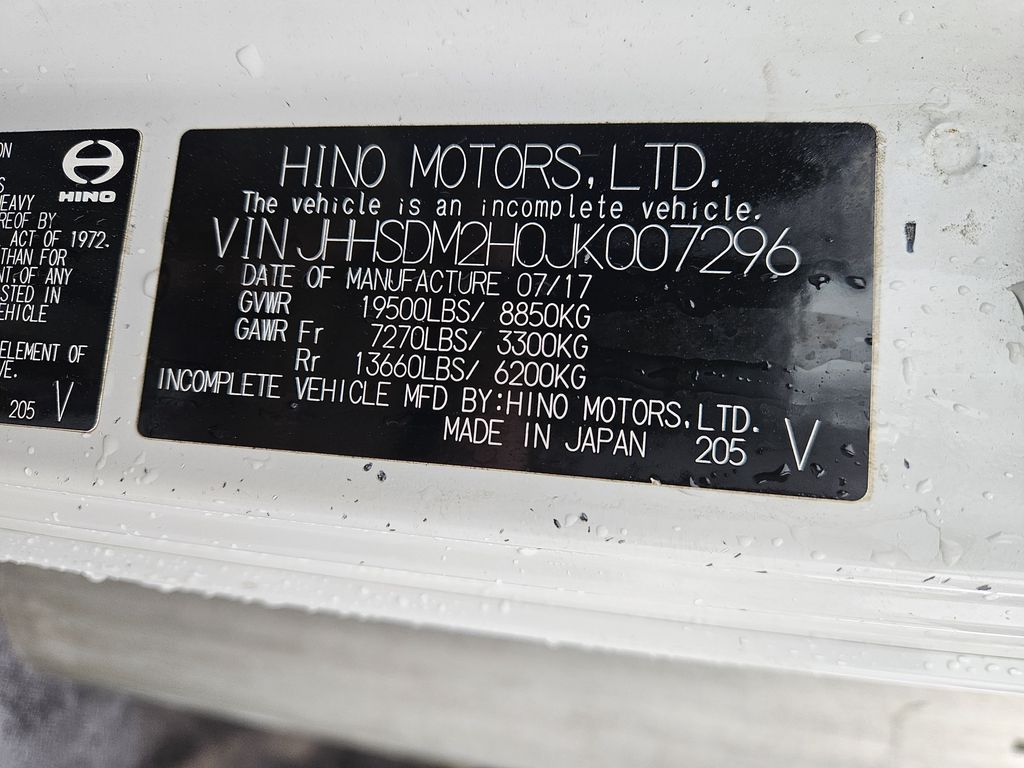 ON
HINO
S
EAVY
REOF BY
ACT OF 1972.
THAN FOR
NT, OF ANY
STED IN
EHICLE
ELEMENT OF
VE.
205 V
HINO MOTORS, LTD.
The vehicle is an incomplete vehicle.
VIN JHHSDM2H0JK007296
DATE OF MANUFACTURE 07/17
GVWR 19500LBS/ 8850KG
GAWR Fr 7270LBS/ 3300KG
Rr 13660LBS/ 6200KG
INCOMPLETE VEHICLE MFD BY:HINO MOTORS, LTD.
MADE IN JAPAN 205 V